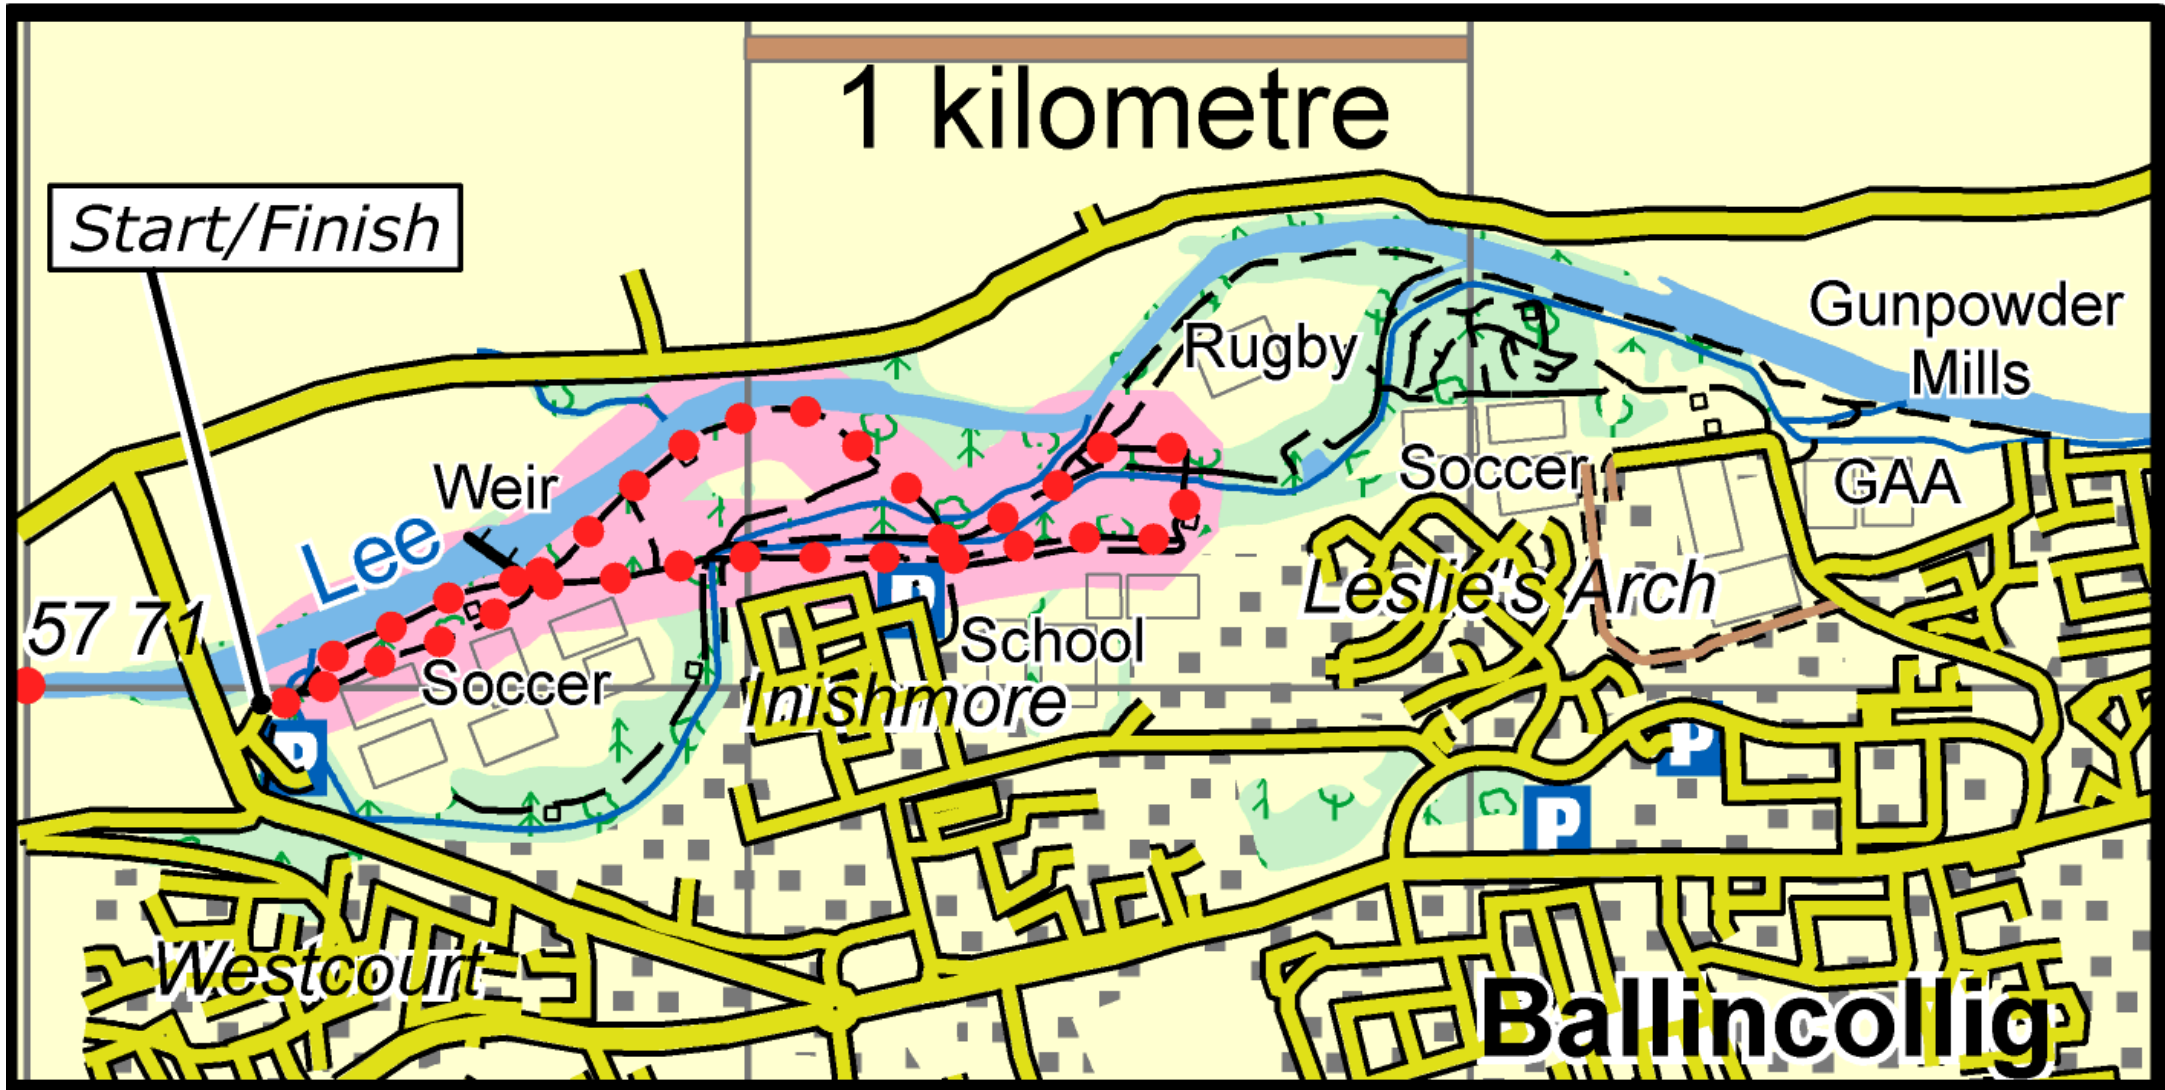 1 kilometre
Start/Finish
Gunpowder
Mills
Rugby
Weir
Soccer
GAA
Lee
57 71
Leslie's Arch
School
Soccer
Inishmore
P
P
P
P
Westcourt
Ballincollig